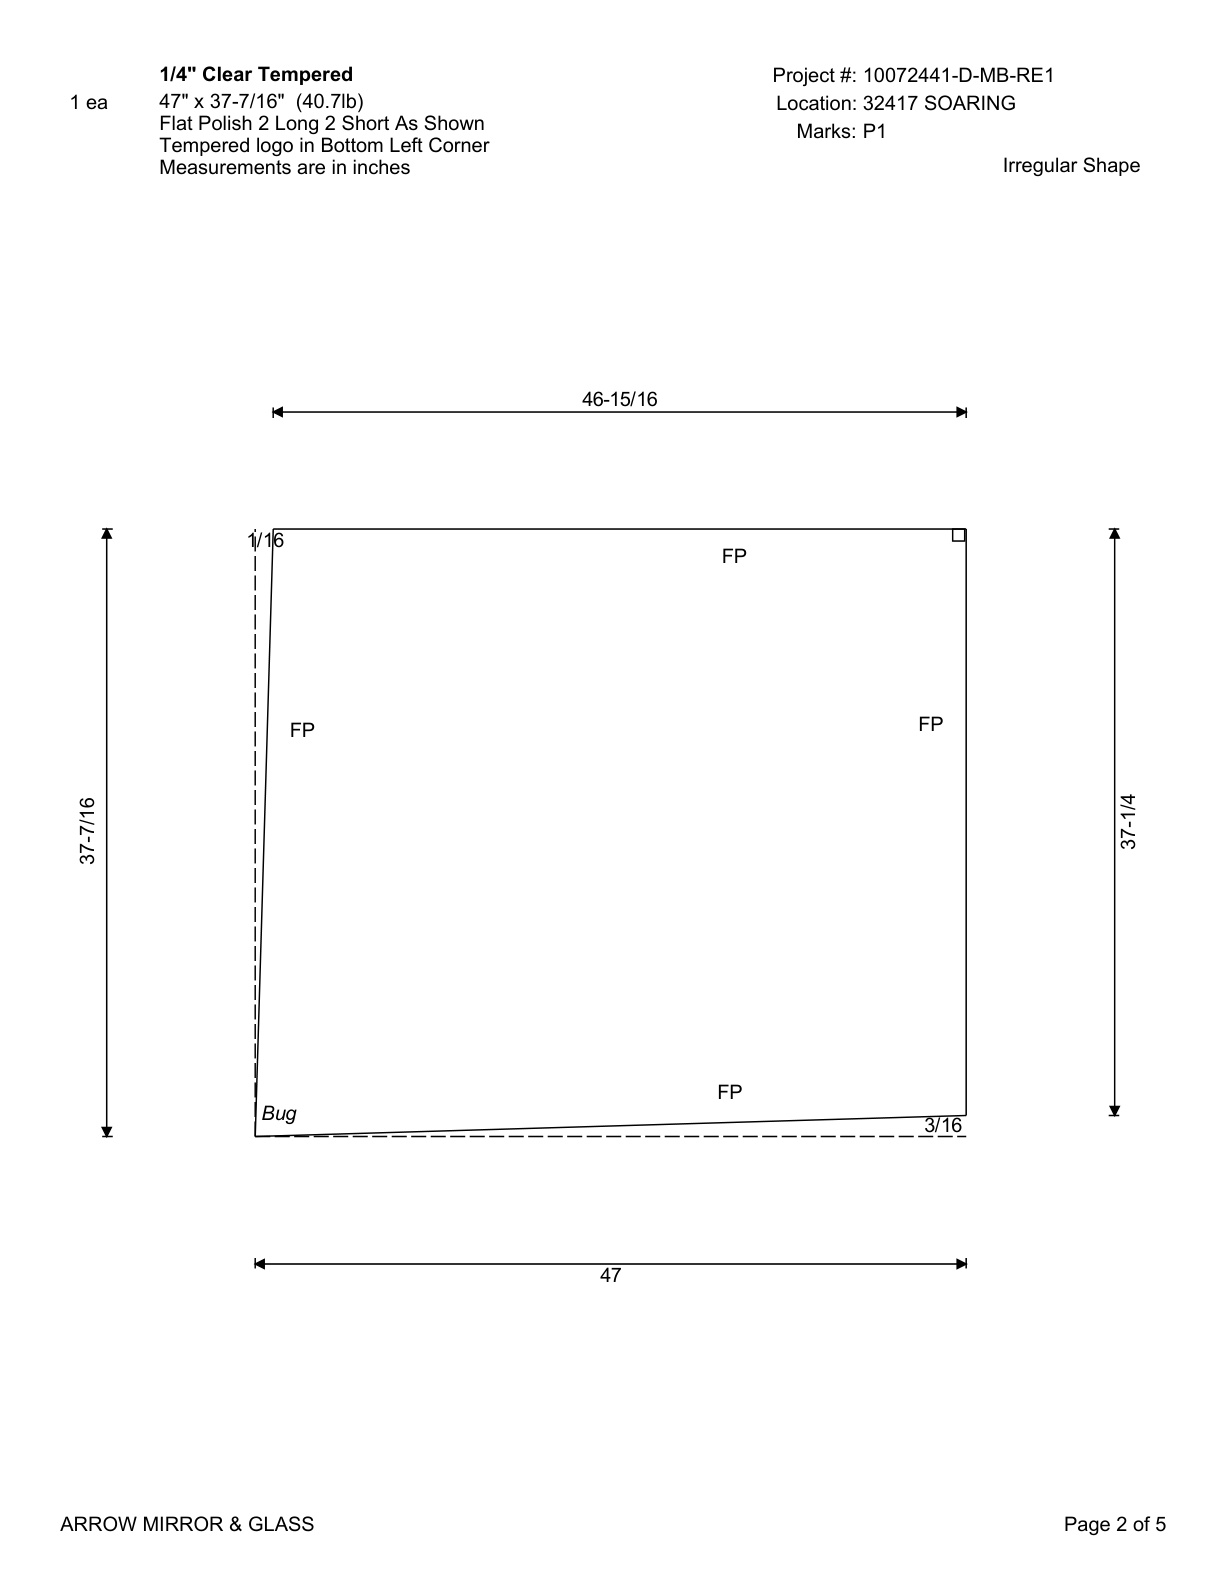 1/4" Clear Tempered
1 ea
47" x 37-7/16" (40.7lb)
Flat Polish 2 Long 2 Short As Shown
Tempered logo in Bottom Left Corner
Measurements are in inches
Project #: 10072441-D-MB-RE1
Location: 32417 SOARING
Marks: P1
Irregular Shape
46-15/16
1/16
FP
FP
FP
37-7/16
37-1/4
FP
Bug
3/16
47
ARROW MIRROR & GLASS
Page 2 of 5